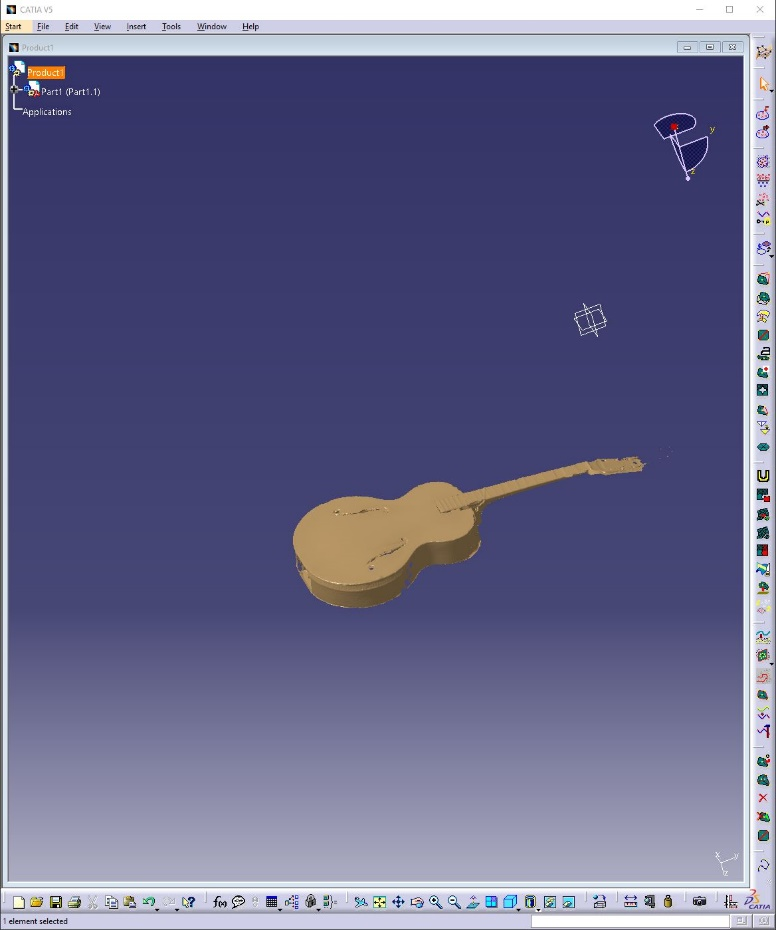 CATIA V5
Start File Edit View Insert Tools Window Help
Product1
Product1
Part1 (Part1.1)
Applications
y
z
x y
z
f(x)
CATIA
1 element selected